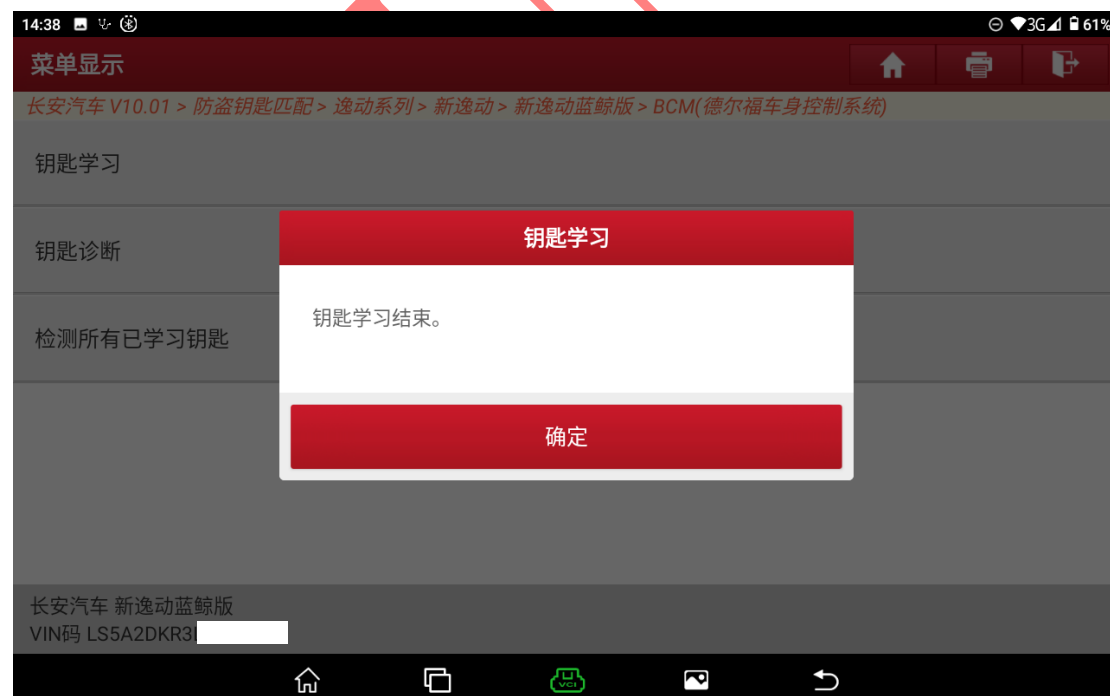 14:38 3G 61%
菜单显示
长安汽车 V10.01 > 防盗钥匙匹配 > 逸动系列 > 新逸动 > 新逸动蓝鲸版 > BCM(德尔福车身控制系统)
钥匙学习
钥匙诊断
检测所有已学习钥匙
钥匙学习
钥匙学习结束。
确定
长安汽车 新逸动蓝鲸版
VIN码 LS5A2DKR3
VCI